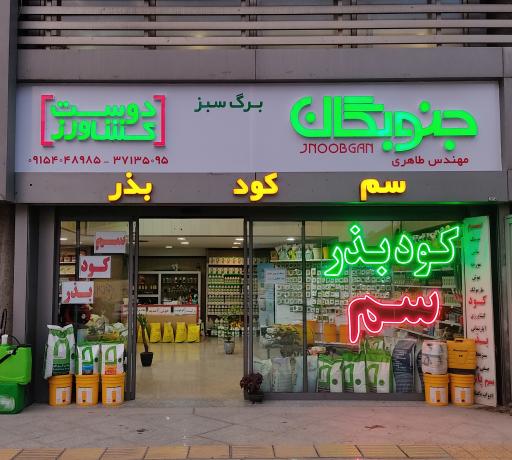 جنوبگان
JNOOBGAN
مهندس طاهری
برگ سبز
دوست
کشاورز
۰۹۱۵۴۰۴۸۹۸۵ - ۳۷۱۳۵۰۹۵
سم کود بذر
کود بذر
سم
سم
کود
بذر